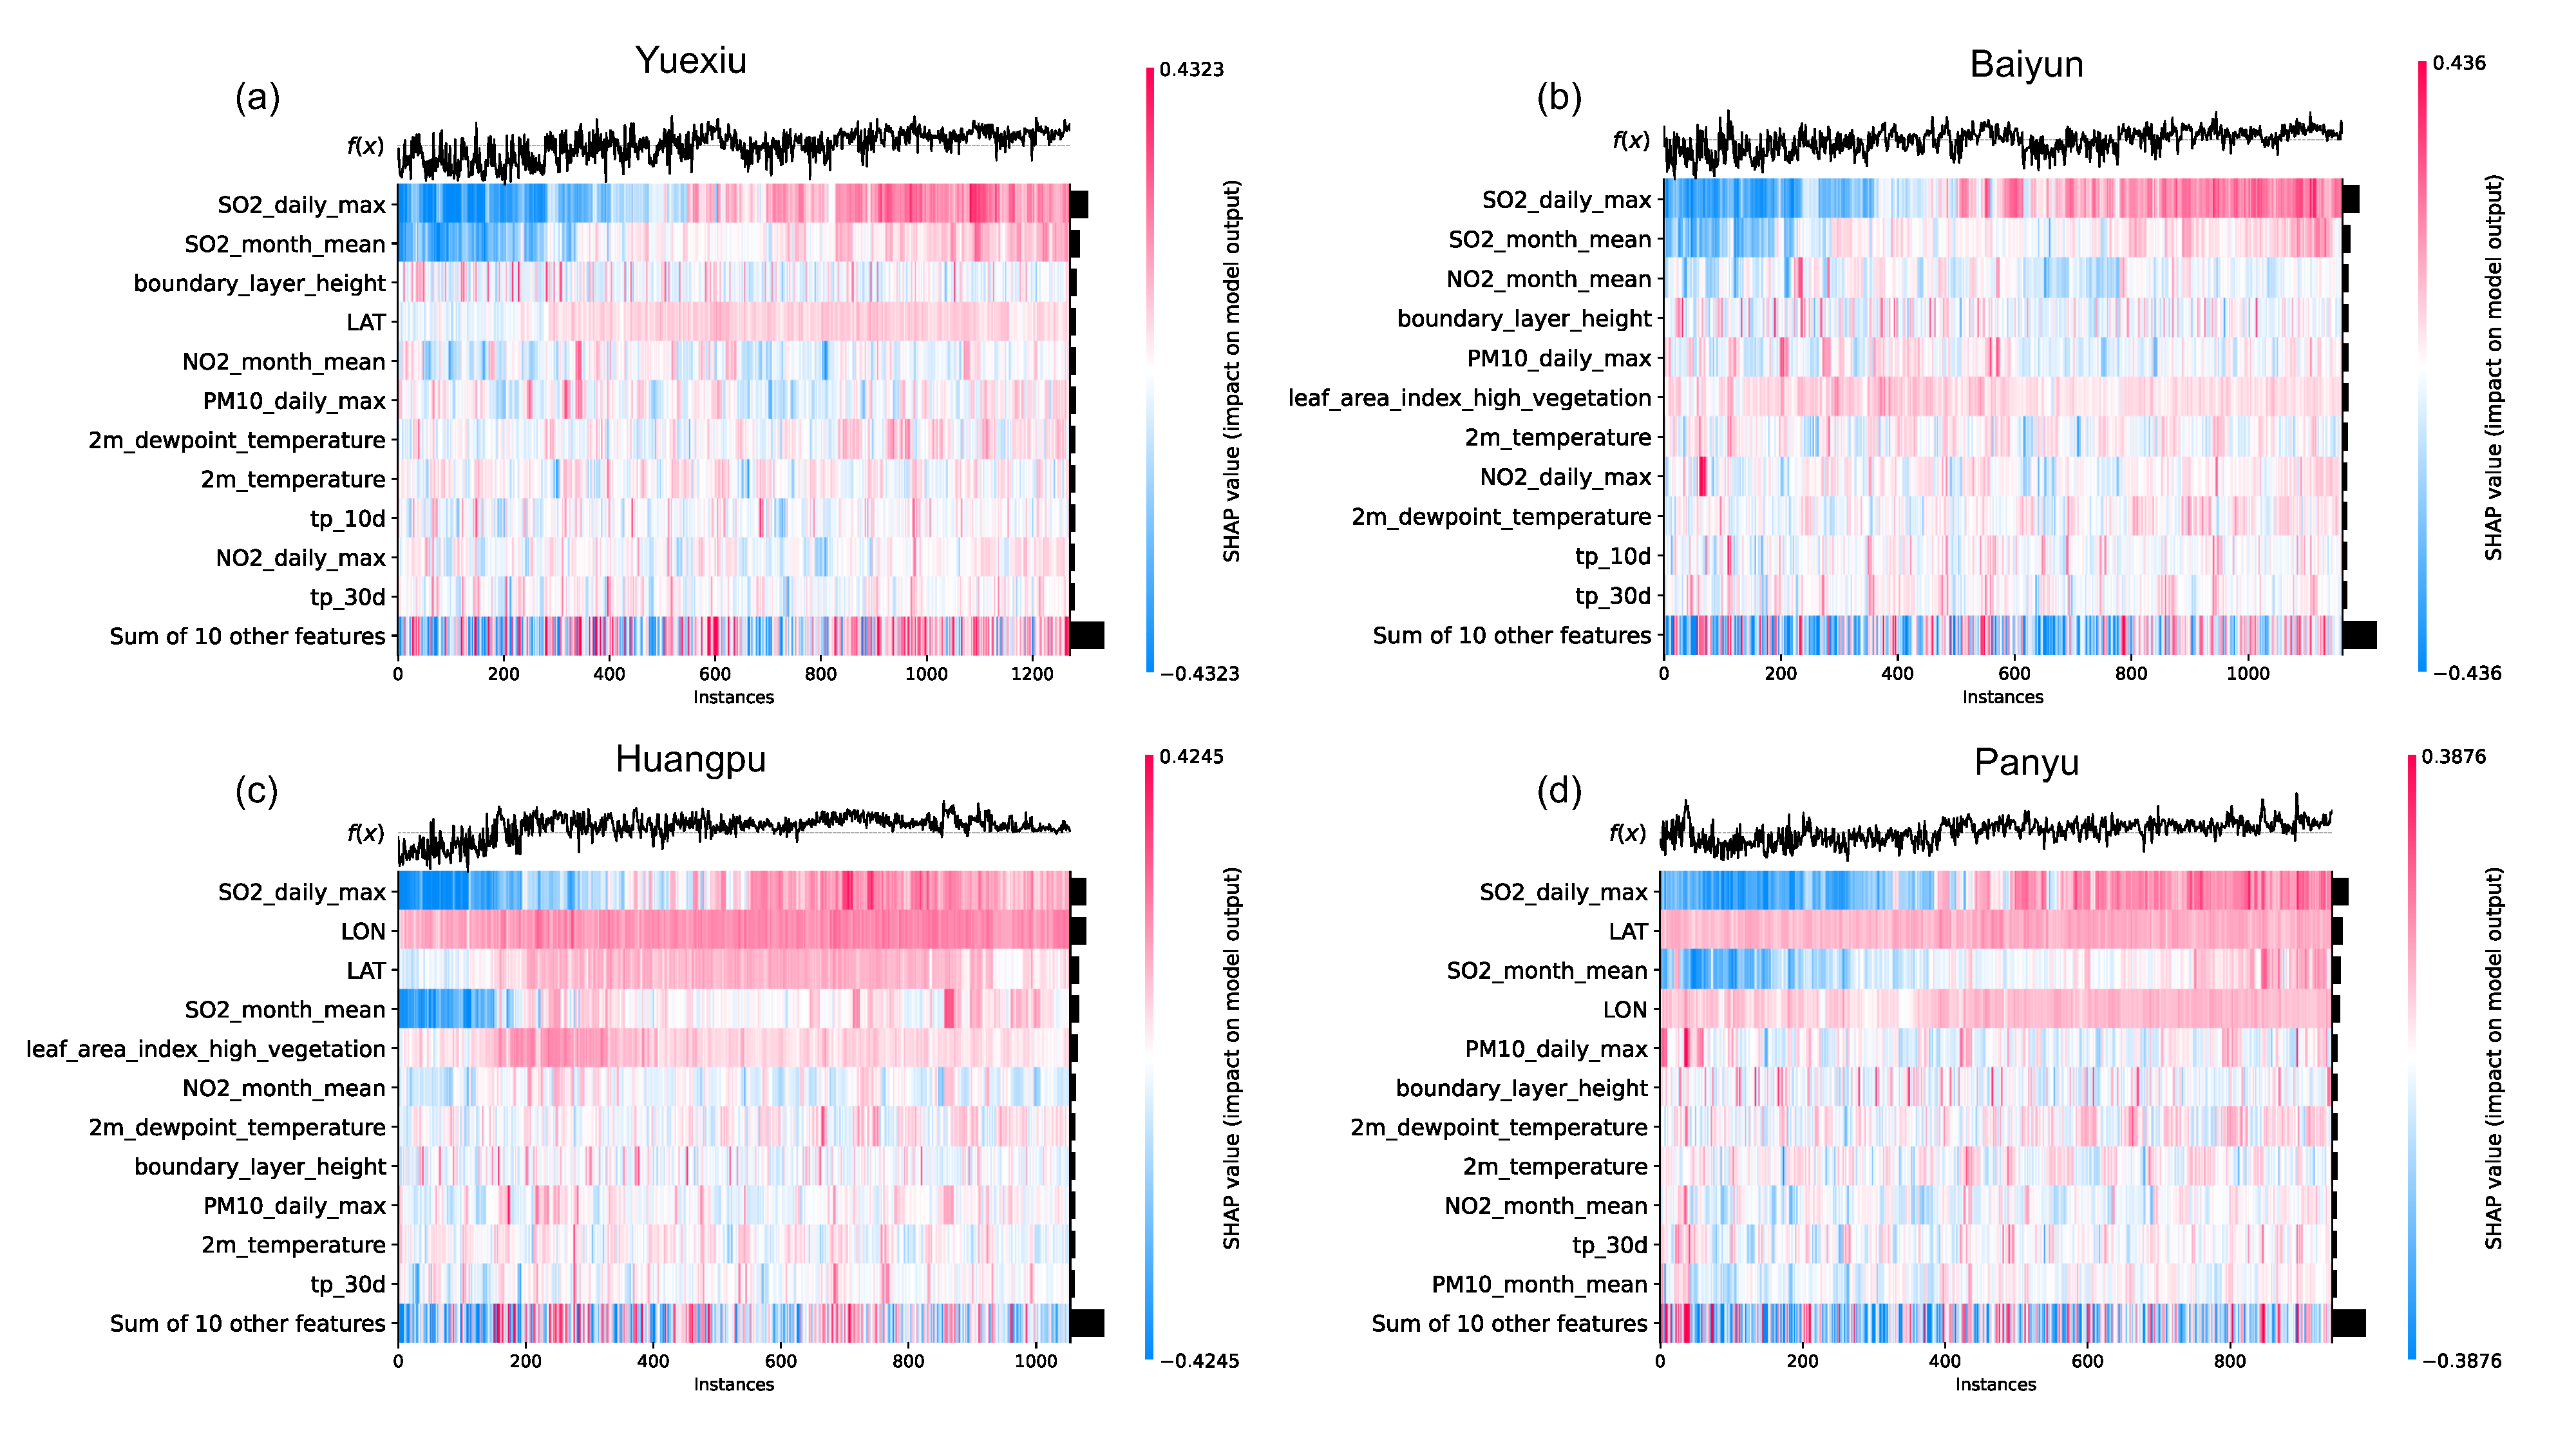 Yuexiu
(a)
f(x)
SO2_daily_max
SO2_month_mean
boundary_layer_height
LAT
NO2_month_mean
PM10_daily_max
2m_dewpoint_temperature
2m_temperature
tp_10d
NO2_daily_max
tp_30d
Sum of 10 other features
0 200 400 600 800 1000 1200
Instances
0.4323
SHAP value (impact on model output)
−0.4323
Baiyun
(b)
f(x)
SO2_daily_max
SO2_month_mean
NO2_month_mean
boundary_layer_height
PM10_daily_max
leaf_area_index_high_vegetation
2m_temperature
NO2_daily_max
2m_dewpoint_temperature
tp_10d
tp_30d
Sum of 10 other features
0 200 400 600 800 1000
Instances
0.436
SHAP value (impact on model output)
−0.436
Huangpu
(c)
f(x)
SO2_daily_max
LON
LAT
SO2_month_mean
leaf_area_index_high_vegetation
NO2_month_mean
2m_dewpoint_temperature
boundary_layer_height
PM10_daily_max
2m_temperature
tp_30d
Sum of 10 other features
0 200 400 600 800 1000
Instances
0.4245
SHAP value (impact on model output)
−0.4245
Panyu
(d)
f(x)
SO2_daily_max
LAT
SO2_month_mean
LON
PM10_daily_max
boundary_layer_height
2m_dewpoint_temperature
2m_temperature
NO2_month_mean
tp_30d
PM10_month_mean
Sum of 10 other features
0 200 400 600 800
Instances
0.3876
SHAP value (impact on model output)
−0.3876